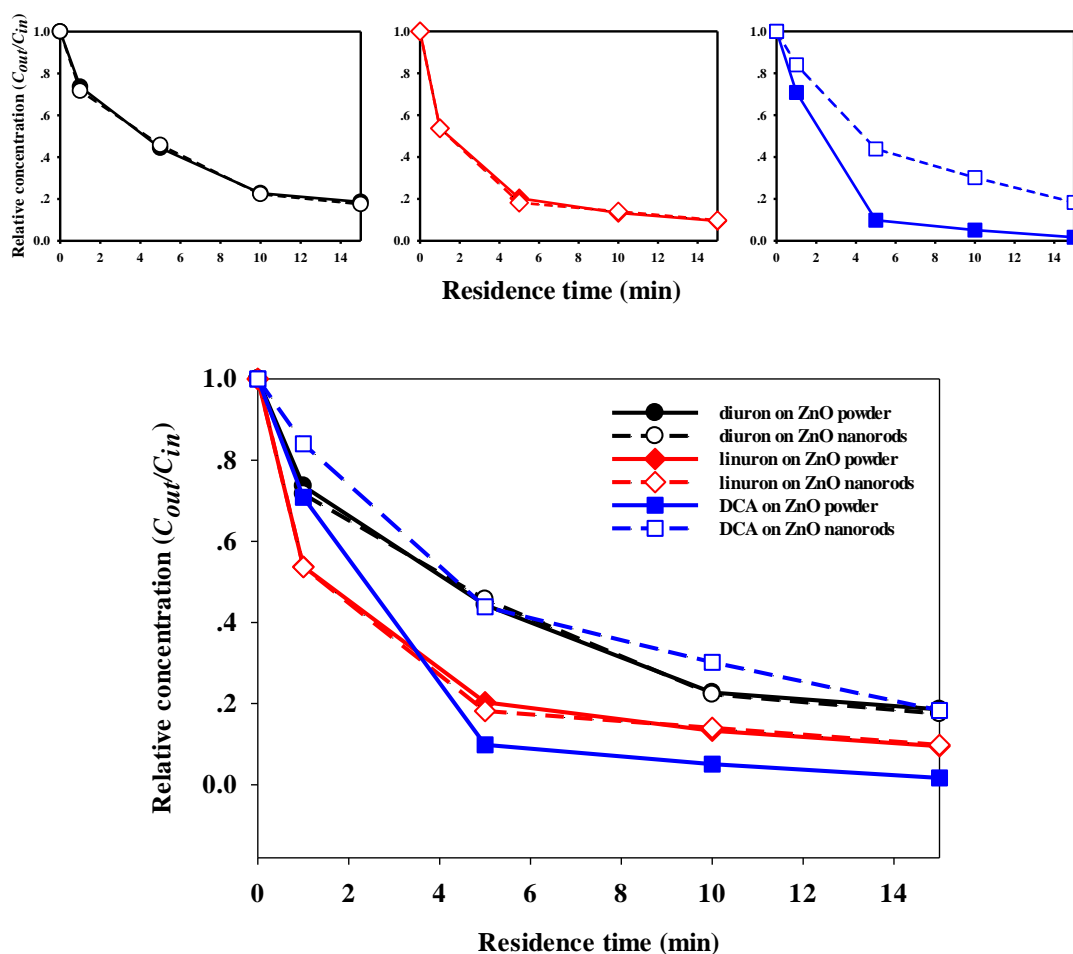 Relative concentration (Cout/Cin)
1.0
.8
.6
.4
.2
0.0
0 2 4 6 8 10 12 14
1.0
.8
.6
.4
.2
0.0
0 2 4 6 8 10 12 14
1.0
.8
.6
.4
.2
0.0
0 2 4 6 8 10 12 14
Residence time (min)
Relative concentration (Cout/Cin)
1.0
.8
.6
.4
.2
0.0
diuron on ZnO powder
diuron on ZnO nanorods
linuron on ZnO powder
linuron on ZnO nanorods
DCA on ZnO powder
DCA on ZnO nanorods
0 2 4 6 8 10 12 14
Residence time (min)